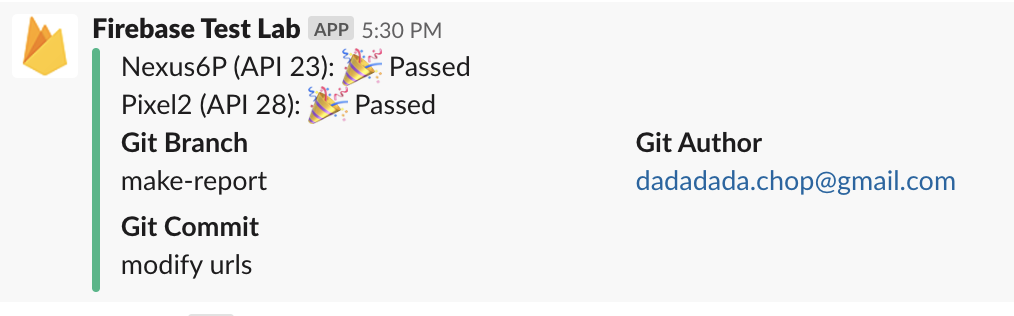 Firebase Test Lab APP 5:30 PM
Nexus6P (API 23): 🎉 Passed
Pixel2 (API 28): 🎉 Passed
Git Branch
Git Author
make-report
dadadada.chop@gmail.com
Git Commit
modify urls